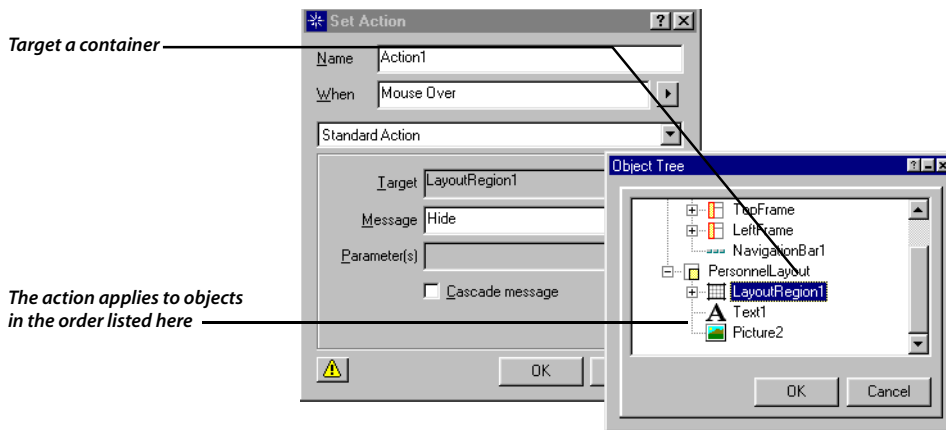 Target a container
The action applies to objects
in the order listed here
Set Action
Name Action1
When Mouse Over
Standard Action
Target LayoutRegion1
Message Hide
Parameter(s)
Cascade message
OK
Object Tree
TopFrame
LeftFrame
NavigationBar1
PersonnelLayout
LayoutRegion1
Text1
Picture2
OK Cancel